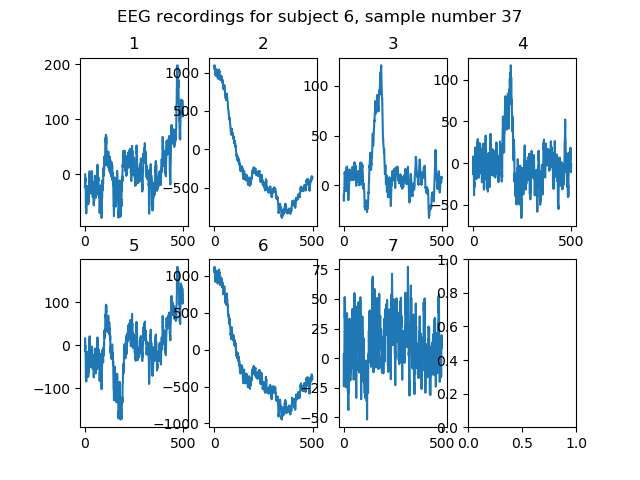 EEG recordings for subject 6, sample number 37
1 2 3 4
200 100 0
1000 500 0 −500
100 50 0
100 50 0 −50
0 500 0 500 0 500 0 500
5 6 7
100 0 −100
1000 500 0 −500 −1000
75 50 25 0 −25 −50
1.0 0.8 0.6 0.4 0.2 0.0
0 500 0 500 0 500 0.0 0.5 1.0